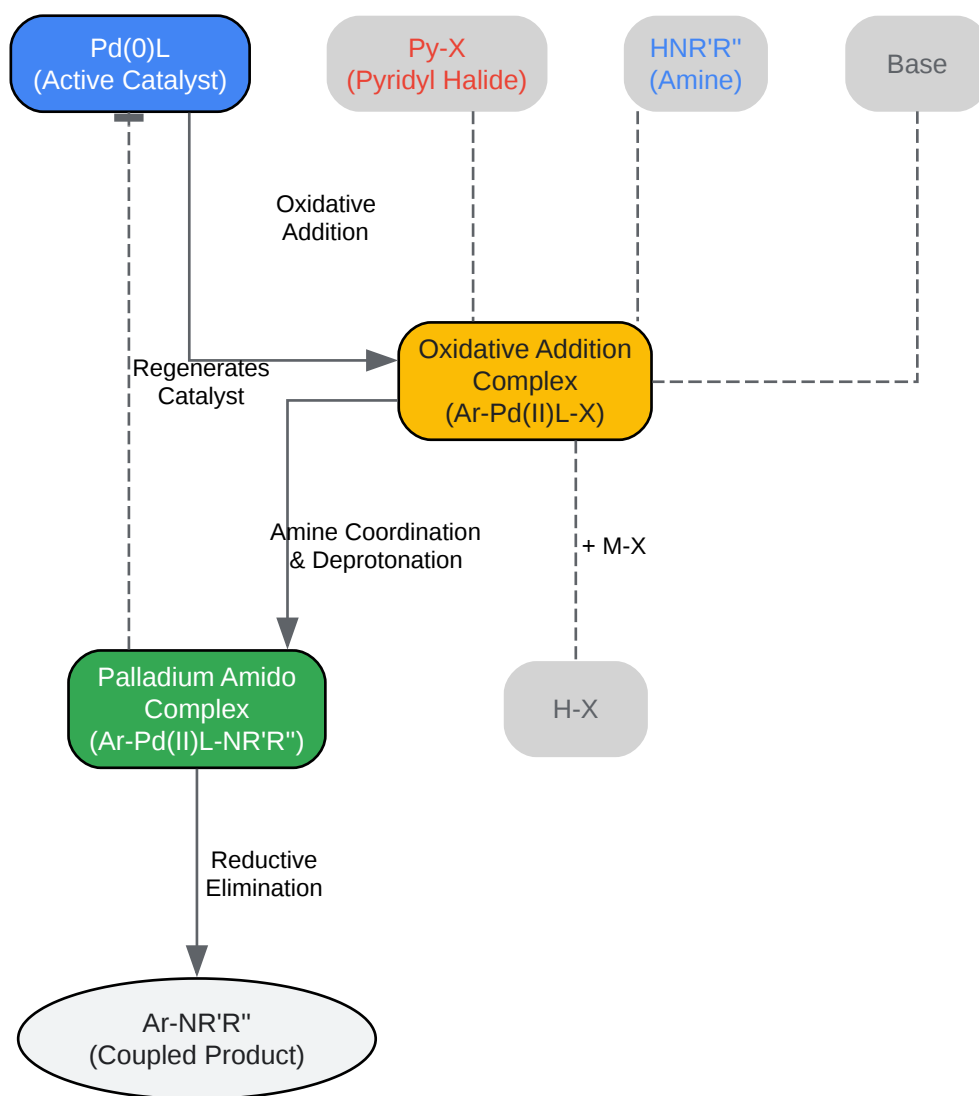 Pd(0)L
(Active Catalyst)
Py-X
(Pyridyl Halide)
HNR'R"
(Amine)
Base
Oxidative
Addition
Oxidative Addition
Complex
(Ar-Pd(II)L-X)
Regenerates
Catalyst
Amine Coordination
& Deprotonation
+ M-X
Palladium Amido
Complex
(Ar-Pd(II)L-NR'R")
H-X
Reductive
Elimination
Ar-NR'R"
(Coupled Product)